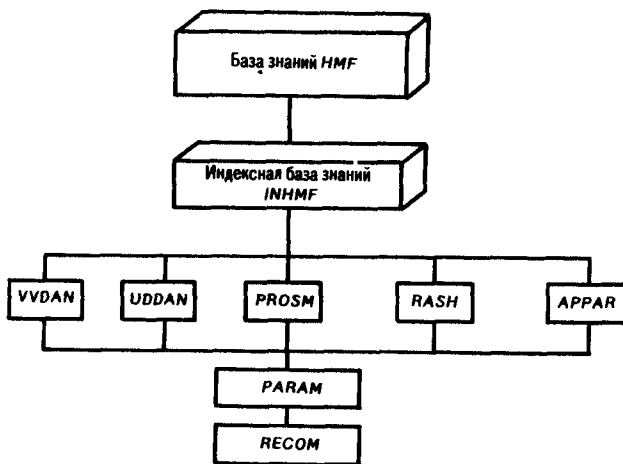 База знаний HMF
Индексная база знаний
INHMF
VVDAN
UDDAN
PROSM
RASH
APPAR
PARAM
RECOM